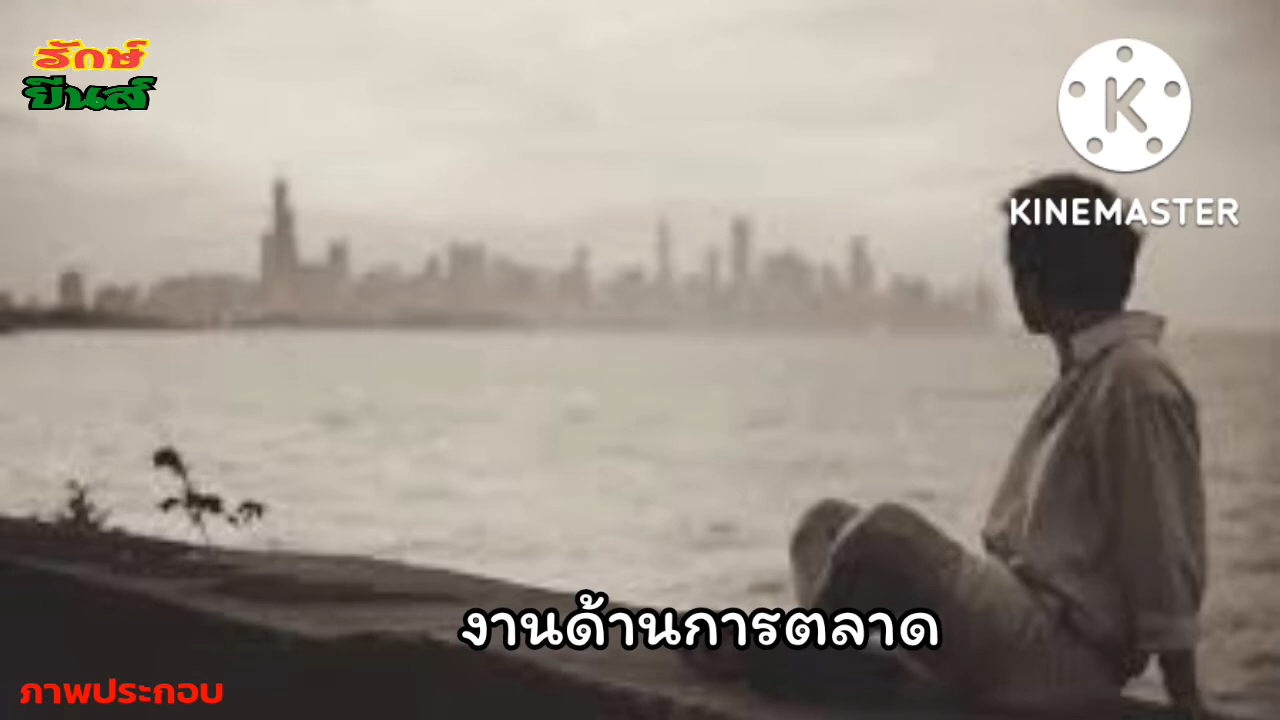 รักษ์
ยีนส์
K
KINEMASTER
งานด้านการตลาด
ภาพประกอบ